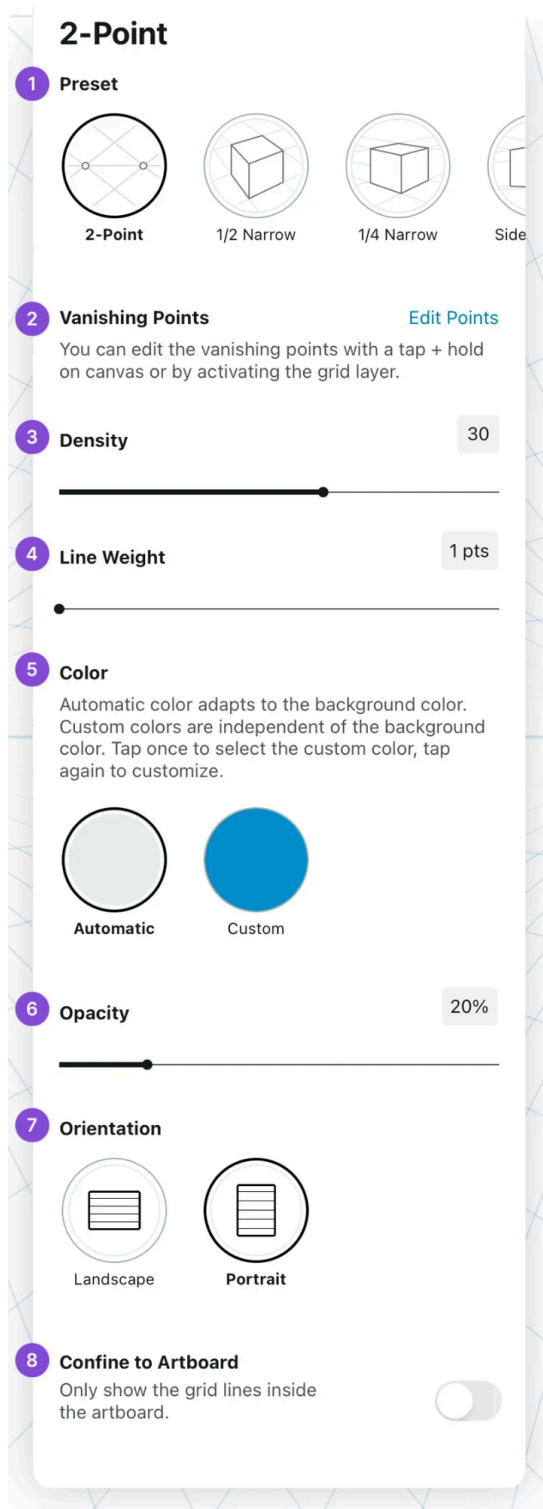 2-Point
1 Preset
2-Point 1/2 Narrow 1/4 Narrow Side
2 Vanishing Points Edit Points
You can edit the vanishing points with a tap + hold
on canvas or by activating the grid layer.
3 Density 30
4 Line Weight 1 pts
5 Color
Automatic color adapts to the background color.
Custom colors are independent of the background
color. Tap once to select the custom color, tap
again to customize.
Automatic Custom
6 Opacity 20%
7 Orientation
Landscape Portrait
8 Confine to Artboard
Only show the grid lines inside
the artboard.